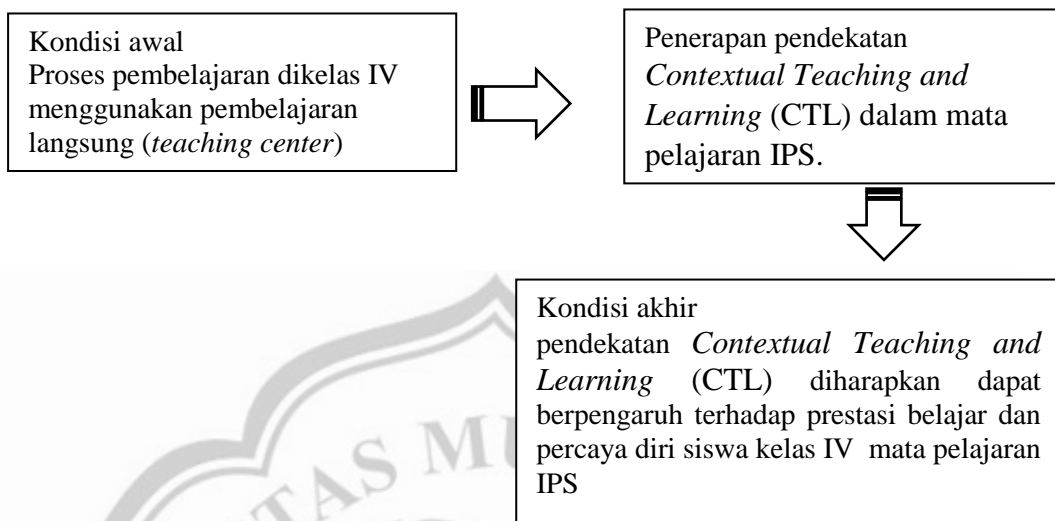 Kondisi awal
Proses pembelajaran dikelas IV
menggunakan pembelajaran
langsung (teaching center)
Penerapan pendekatan
Contextual Teaching and
Learning (CTL) dalam mata
pelajaran IPS.
Kondisi akhir
pendekatan Contextual Teaching and
Learning (CTL) diharapkan dapat
berpengaruh terhadap prestasi belajar dan
percaya diri siswa kelas IV mata pelajaran
IPS